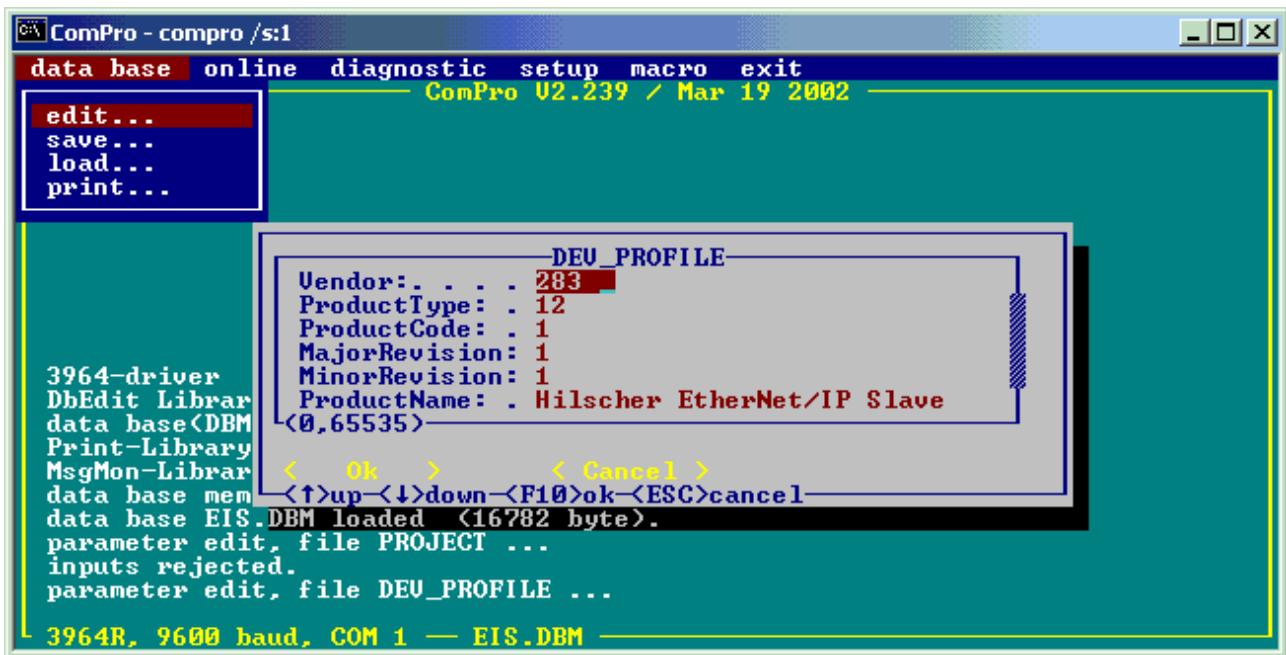 ComPro - compro /s:1
data base online diagnostic setup macro exit
ComPro V2.239 / Mar 19 2002
edit...
save...
load...
print...
DEV_PROFILE
Vendor:. . . . 283
ProductType: . 12
ProductCode: . 1
MajorRevision: 1
MinorRevision: 1
ProductName: . Hilscher EtherNet/IP Slave
<0,65535>
< Ok > < Cancel >
<↑>up—<↓>down—<F10>ok—<ESC>cancel
3964-driver
DbEdit Librar
data base(DBM
Print-Library
MsgMon-Librar
data base mem
data base EIS.DBM loaded (16782 byte).
parameter edit, file PROJECT ...
inputs rejected.
parameter edit, file DEV_PROFILE ...
3964R, 9600 baud, COM 1 — EIS.DBM